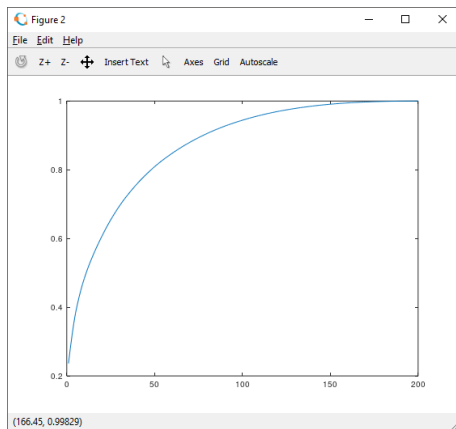 Figure 2
File Edit Help
Z+ Z- Insert Text Axes Grid Autoscale
1
0.8
0.6
0.4
0.2
0 50 100 150 200
(166.45, 0.99829)